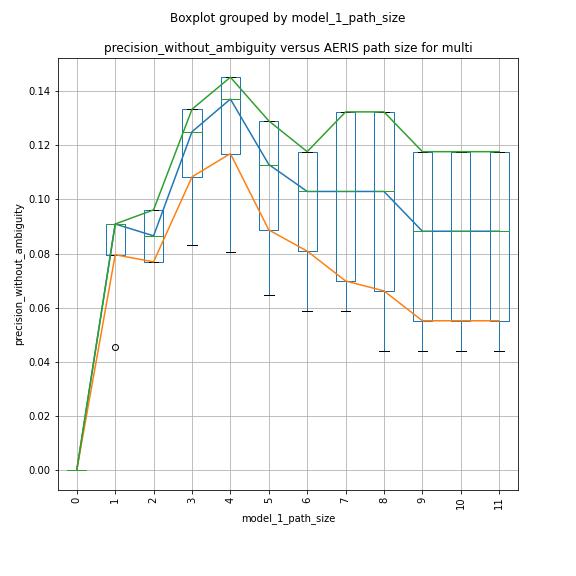 Boxplot grouped by model_1_path_size
precision_without_ambiguity versus AERIS path size for multi
0.14
0.12
0.10
0.08
0.06
0.04
0.02
0.00
precision_without_ambiguity
0 1 2 3 4 5 6 7 8 9 10 11
model_1_path_size